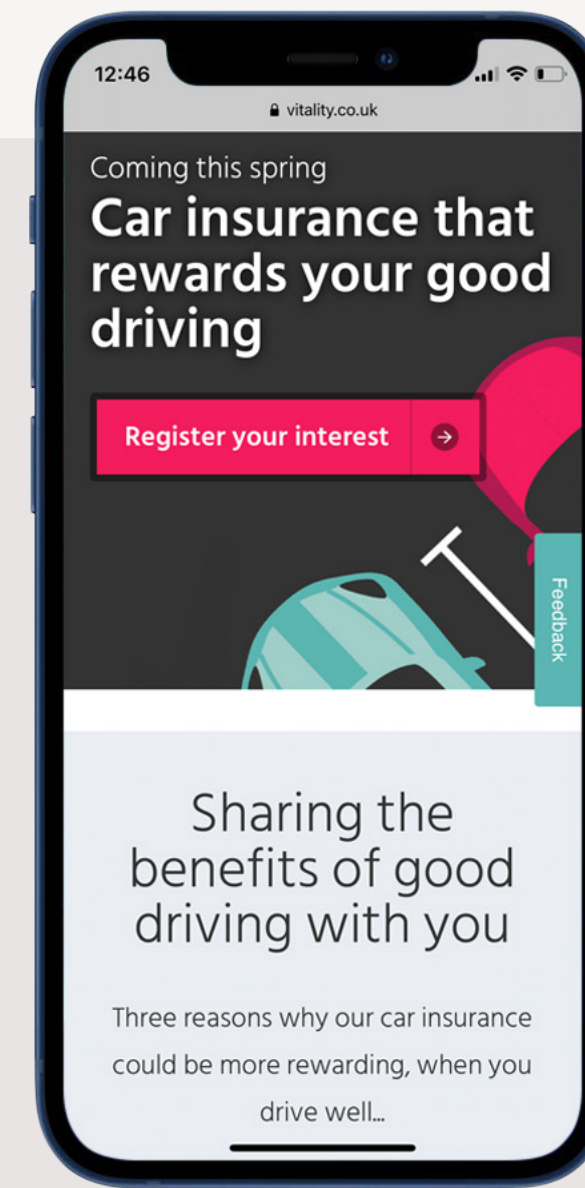 12:46
vitality.co.uk
Coming this spring
Car insurance that
rewards your good
driving
Register your interest
Feedback
Sharing the
benefits of good
driving with you
Three reasons why our car insurance
could be more rewarding, when you
drive well...